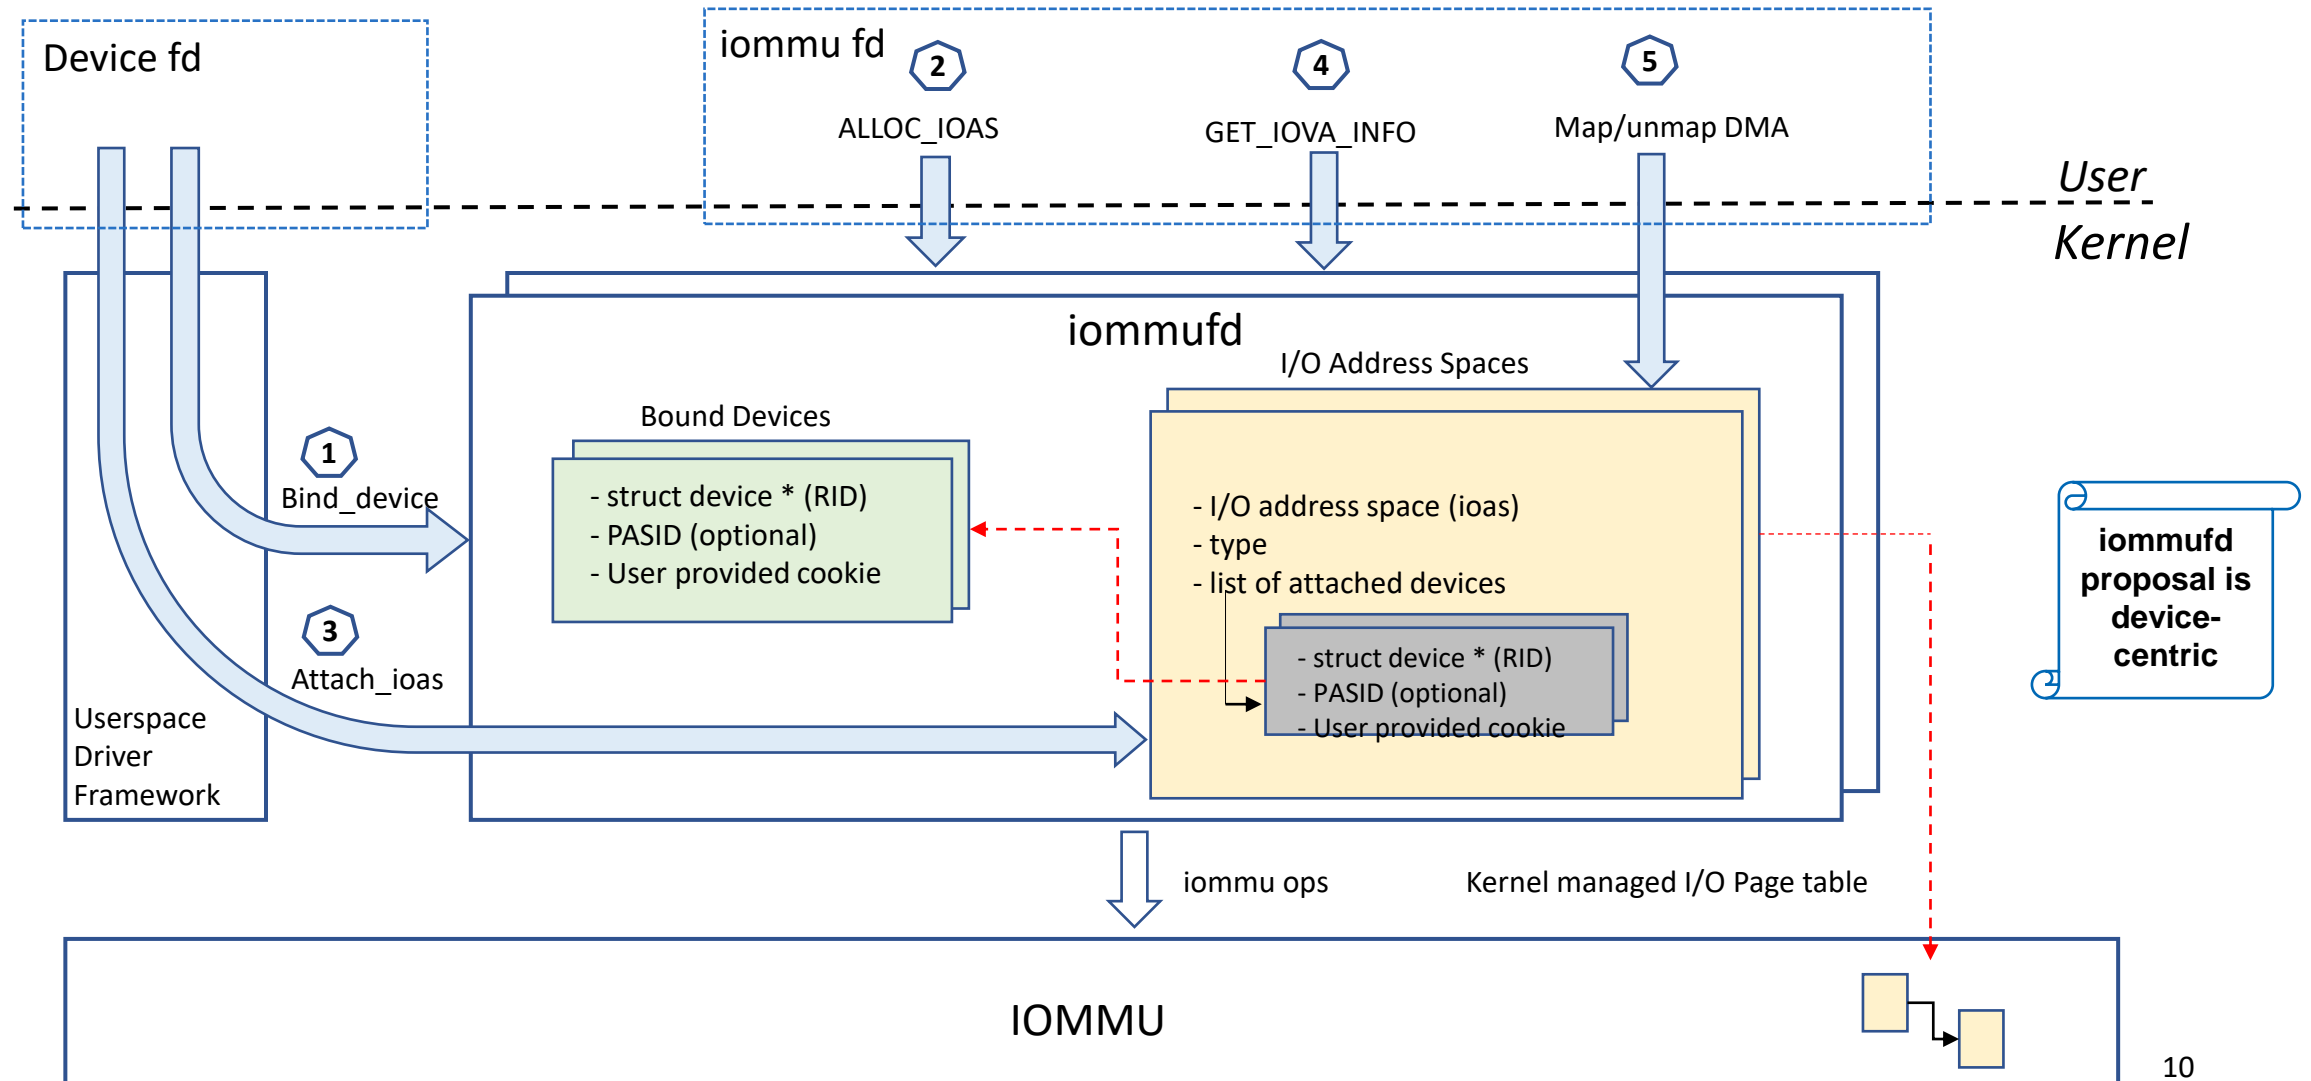 Device fd
iommu fd
2
4
5
ALLOC_IOAS
GET_IOVA_INFO
Map/unmap DMA
User
Kernel
iommufd
I/O Address Spaces
Bound Devices
1
Bind_device
- struct device * (RID)
- PASID (optional)
- User provided cookie
- I/O address space (ioas)
- type
- list of attached devices
- struct device * (RID)
- PASID (optional)
- User provided cookie
3
Attach_ioas
Userspace
Driver
Framework
iommufd
proposal is
device-
centric
iommu ops
Kernel managed I/O Page table
IOMMU
10